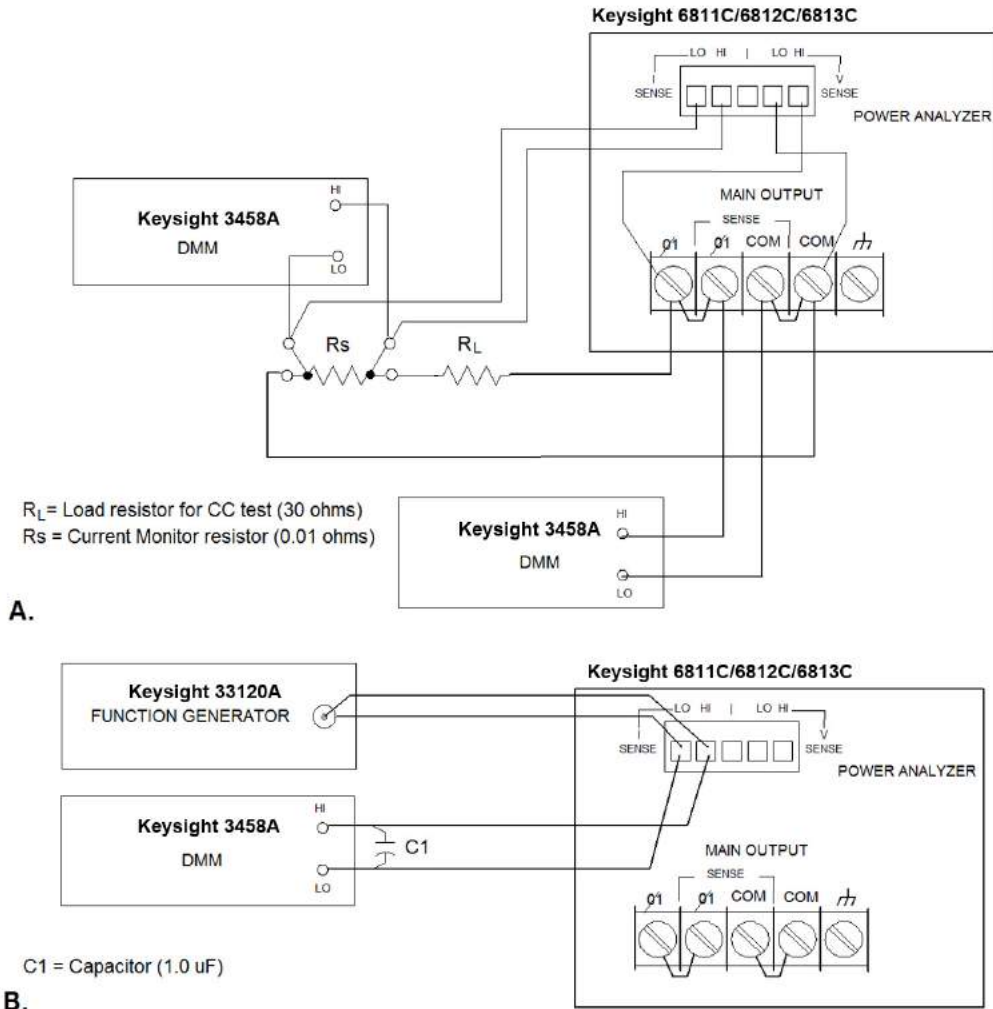 Keysight 6811C/6812C/6813C
LO HI | LO HI
I
SENSE
V
SENSE
POWER ANALYZER
MAIN OUTPUT
SENSE
Ø1 Ø1 COM COM
HI
Keysight 3458A
DMM
LO
Rs
RL
RL= Load resistor for CC test (30 ohms)
Rs = Current Monitor resistor (0.01 ohms)
HI
Keysight 3458A
DMM
LO
A.
Keysight 33120A
FUNCTION GENERATOR
Keysight 6811C/6812C/6813C
LO HI | LO HI
I
SENSE
V
SENSE
POWER ANALYZER
HI
Keysight 3458A
DMM
LO
C1
MAIN OUTPUT
SENSE
Ø1 Ø1 COM COM
C1 = Capacitor (1.0 uF)
B.